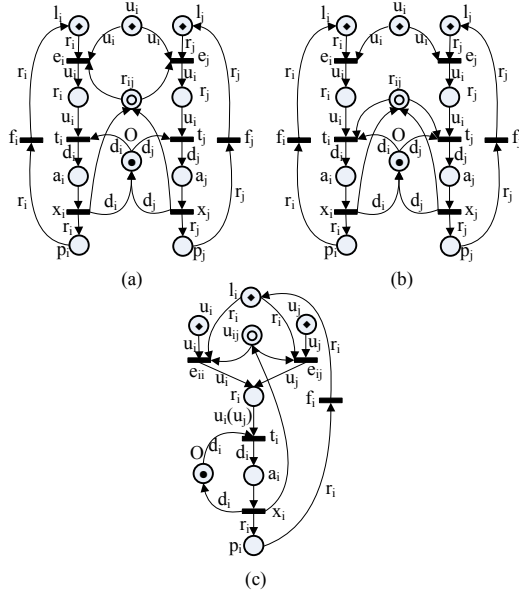 l_i u_i l_j
r_i u_i u_i r_j
e_i e_j
u_i u_i
r_i r_i r_ij r_j r_j
u_i O u_i
f_i t_i d_i d_j t_j f_j
d_i d_j
a_i a_j
r_i x_i d_i d_j x_j r_j
r_i r_j
p_i p_j
(a)
l_i u_i l_j
r_i u_i u_i r_j
e_i e_j
u_i u_i
r_i r_i r_ij r_j r_j
u_i O u_i
f_i t_i d_i d_j t_j f_j
d_i d_j
a_i a_j
r_i x_i d_i d_j x_j r_j
r_i r_j
p_i p_j
(b)
l_i
u_i r_i r_i u_j
u_i u_ij u_j r_i
e_ii u_i u_j e_ij
r_i f_i
u_i(u_j)
O d_i t_i
d_i
a_i
d_i x_i r_i
r_i
p_i
(c)